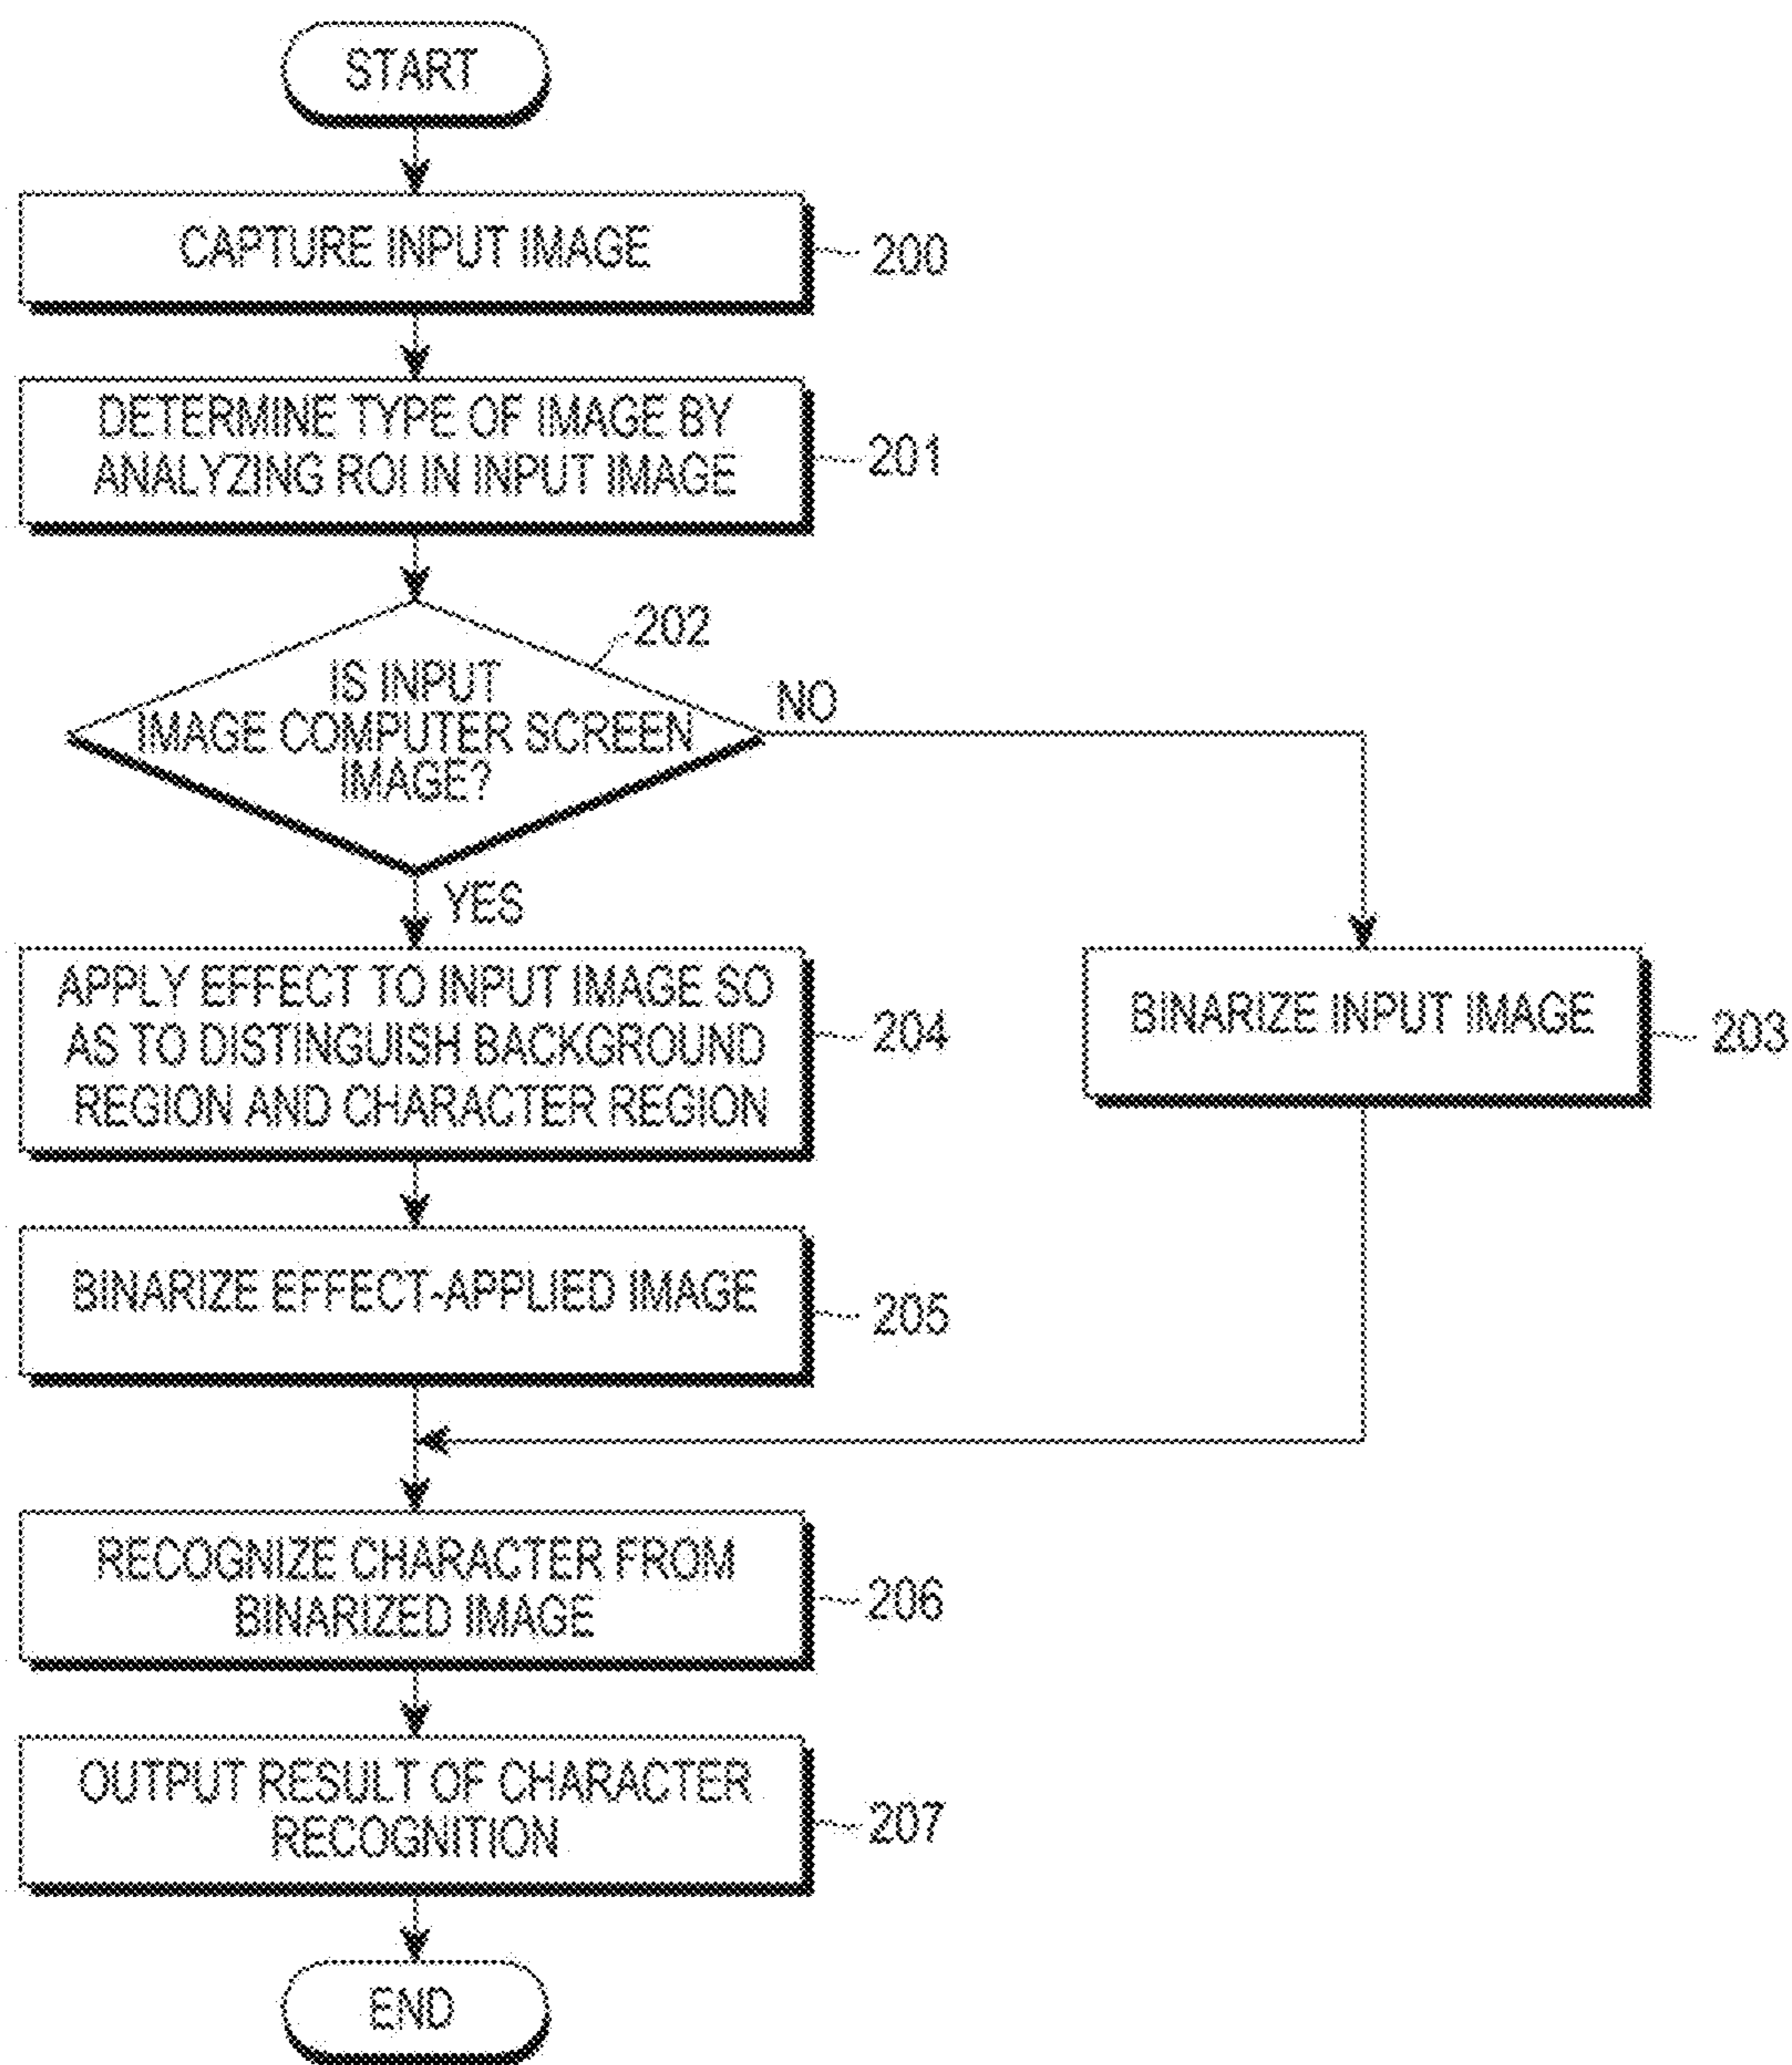 START
CAPTURE INPUT IMAGE
200
DETERMINE TYPE OF IMAGE BY
ANALYZING ROI IN INPUT IMAGE
201
202
IS INPUT
IMAGE COMPUTER SCREEN
IMAGE?
NO
YES
APPLY EFFECT TO INPUT IMAGE SO
AS TO DISTINGUISH BACKGROUND
REGION AND CHARACTER REGION
204
BINARIZE INPUT IMAGE
203
BINARIZE EFFECT-APPLIED IMAGE
205
RECOGNIZE CHARACTER FROM
BINARIZED IMAGE
206
OUTPUT RESULT OF CHARACTER
RECOGNITION
207
END